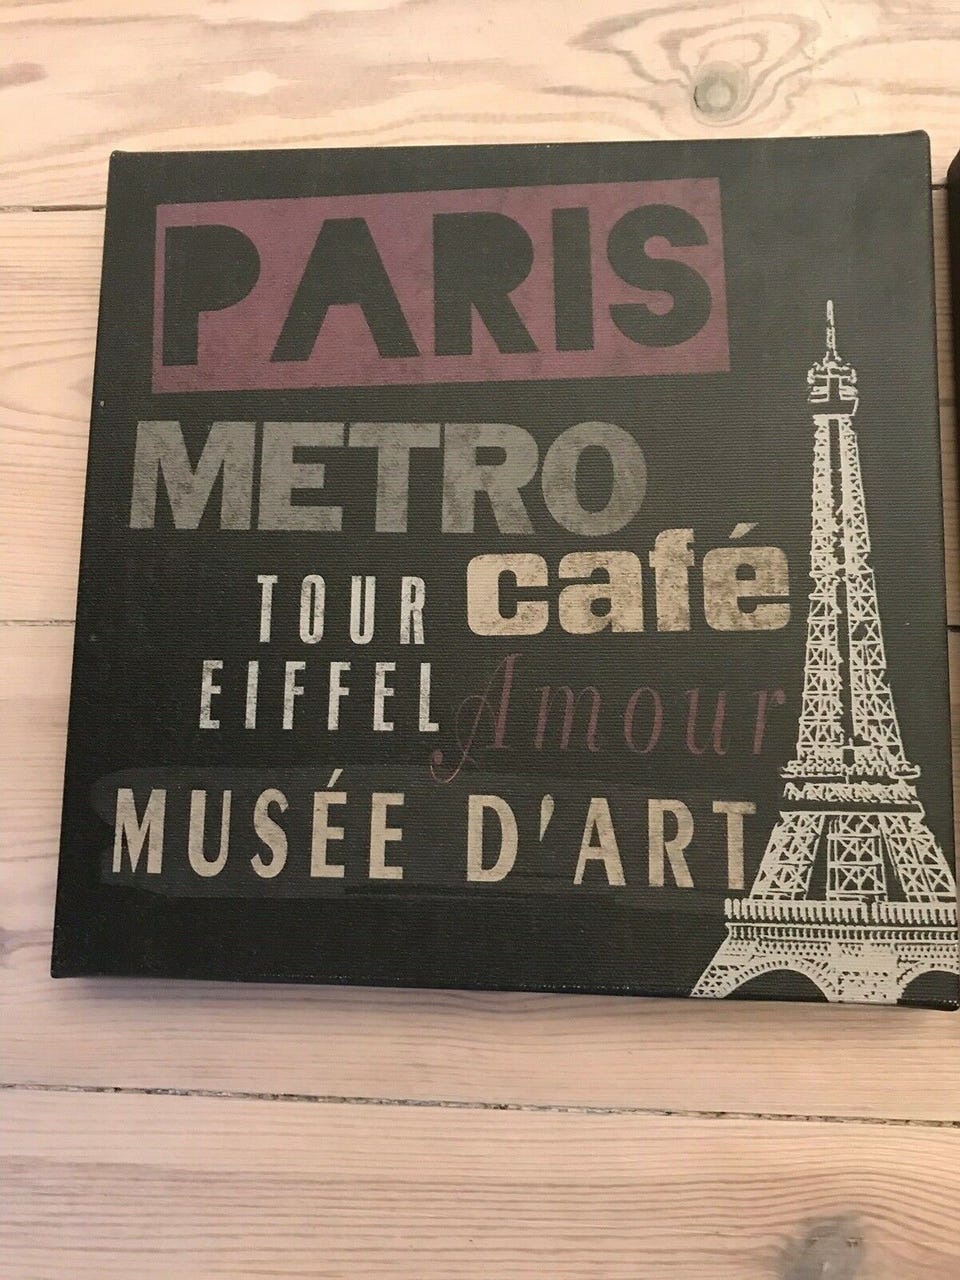 PARIS
METRO
café
TOUR
EIFFEL
Amour
MUSÉE D'ART